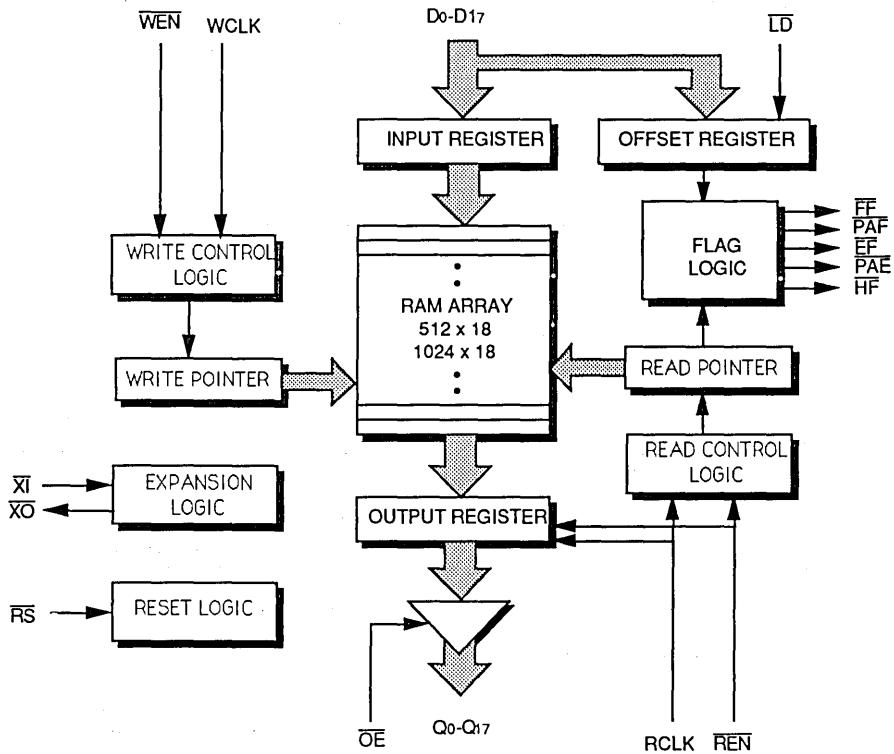 WEN WCLK D0-D17 LD
INPUT REGISTER
OFFSET REGISTER
WRITE CONTROL
LOGIC
FLAG
LOGIC
FF
PAF
EF
PAE
HF
RAM ARRAY
512 x 18
1024 x 18
WRITE POINTER
READ POINTER
READ CONTROL
LOGIC
XI
XO
EXPANSION
LOGIC
OUTPUT REGISTER
RS
RESET LOGIC
OE
Q0-Q17
RCLK REN